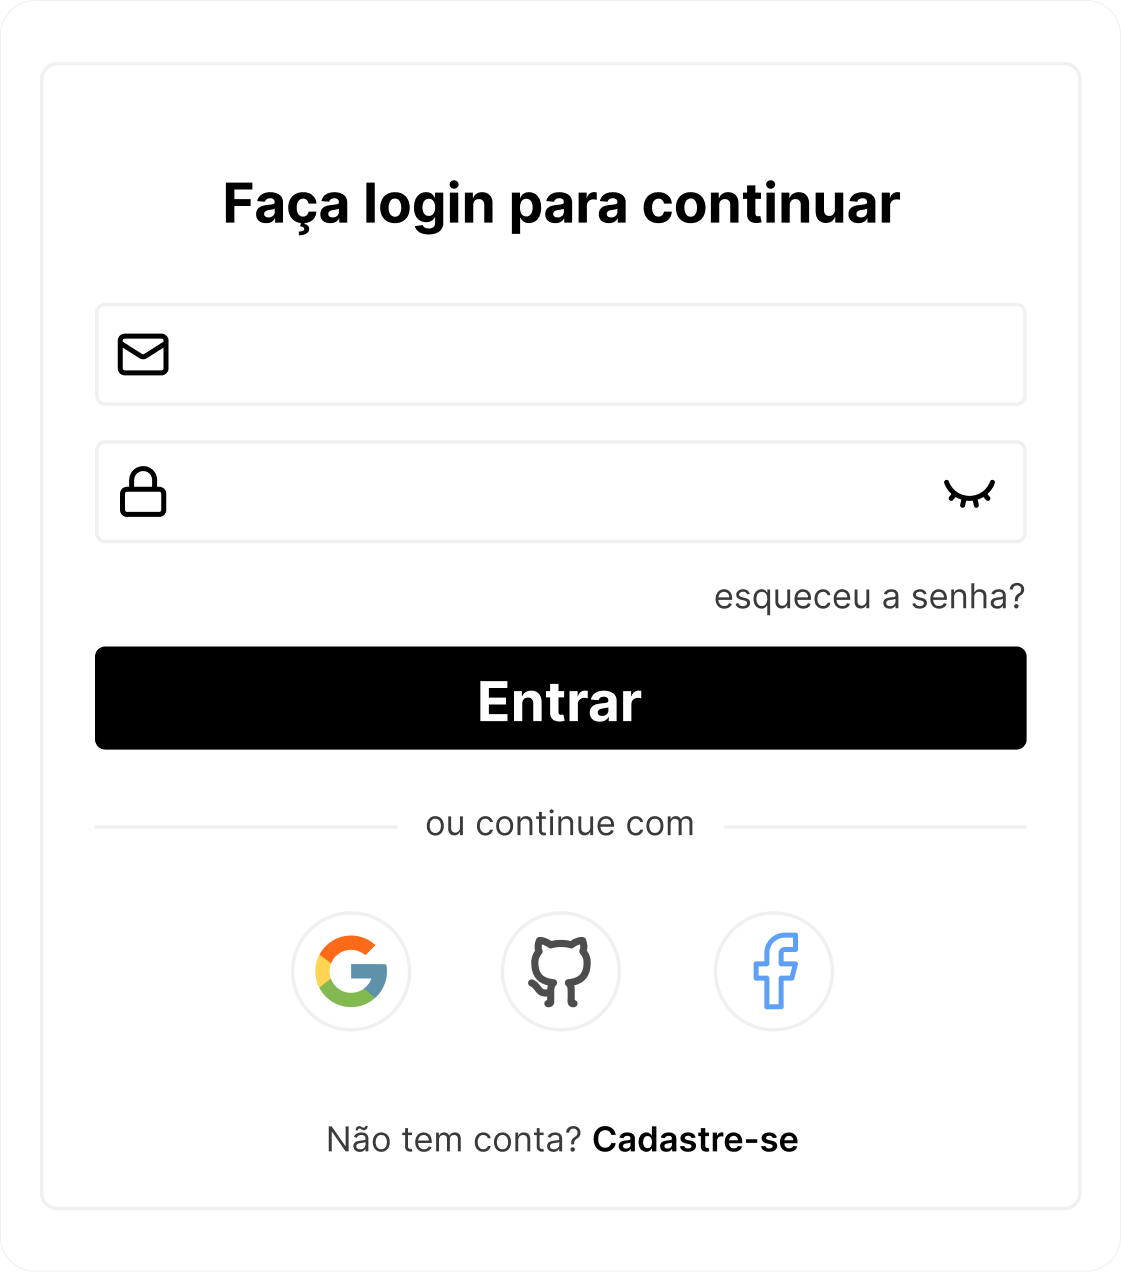 Faça login para continuar
esqueceu a senha?
Entrar
ou continue com
Não tem conta? Cadastre-se